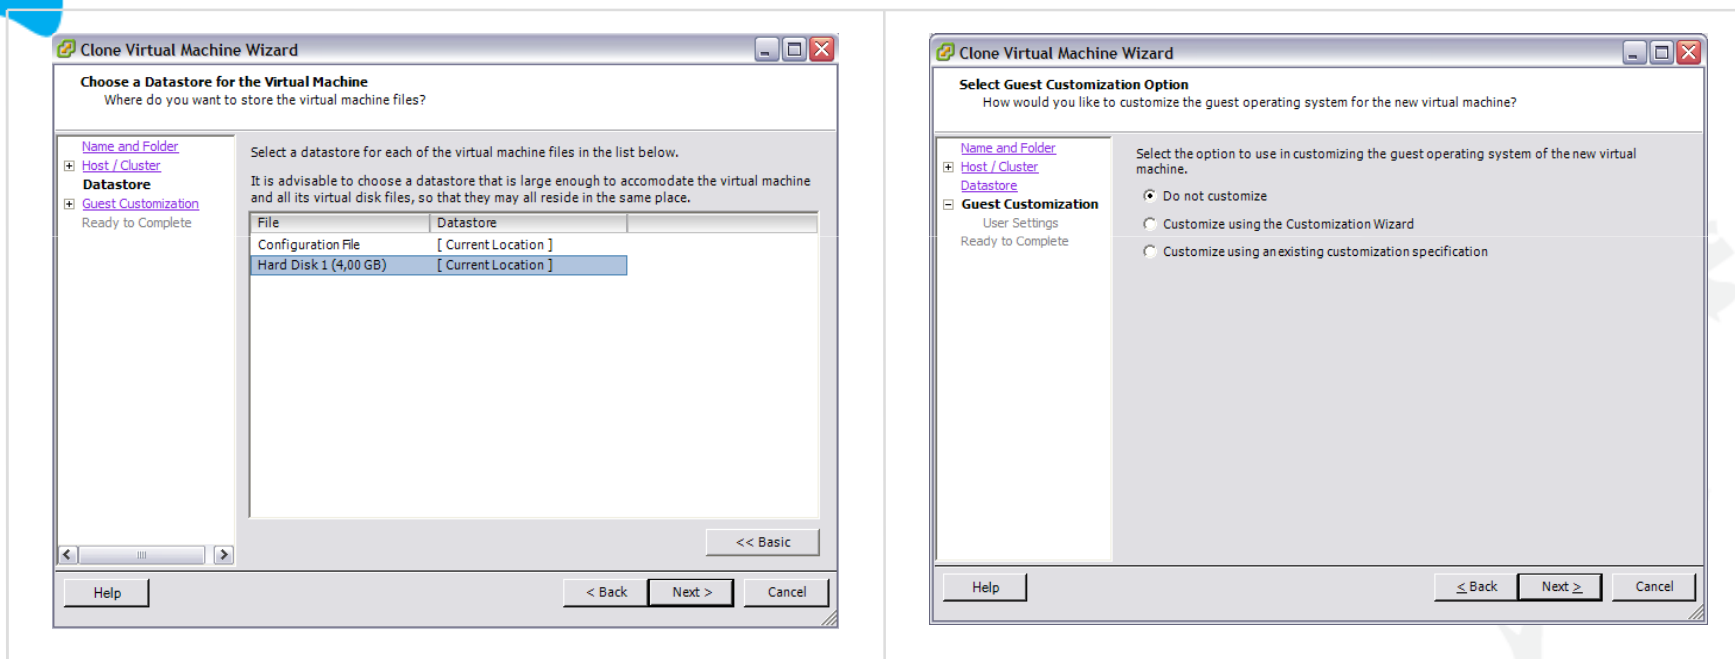 Clone Virtual Machine Wizard
Choose a Datastore for the Virtual Machine
Where do you want to store the virtual machine files?
Name and Folder
Host / Cluster
Datastore
Guest Customization
Ready to Complete
Select a datastore for each of the virtual machine files in the list below.
It is advisable to choose a datastore that is large enough to accomodate the virtual machine
and all its virtual disk files, so that they may all reside in the same place.
File Datastore
Configuration File [ Current Location ]
Hard Disk 1 (4,00 GB) [ Current Location ]
<< Basic
Help < Back Next > Cancel
Clone Virtual Machine Wizard
Select Guest Customization Option
How would you like to customize the guest operating system for the new virtual machine?
Name and Folder
Host / Cluster
Datastore
Guest Customization
User Settings
Ready to Complete
Select the option to use in customizing the guest operating system of the new virtual
machine.
Do not customize
Customize using the Customization Wizard
Customize using an existing customization specification
Help < Back Next > Cancel